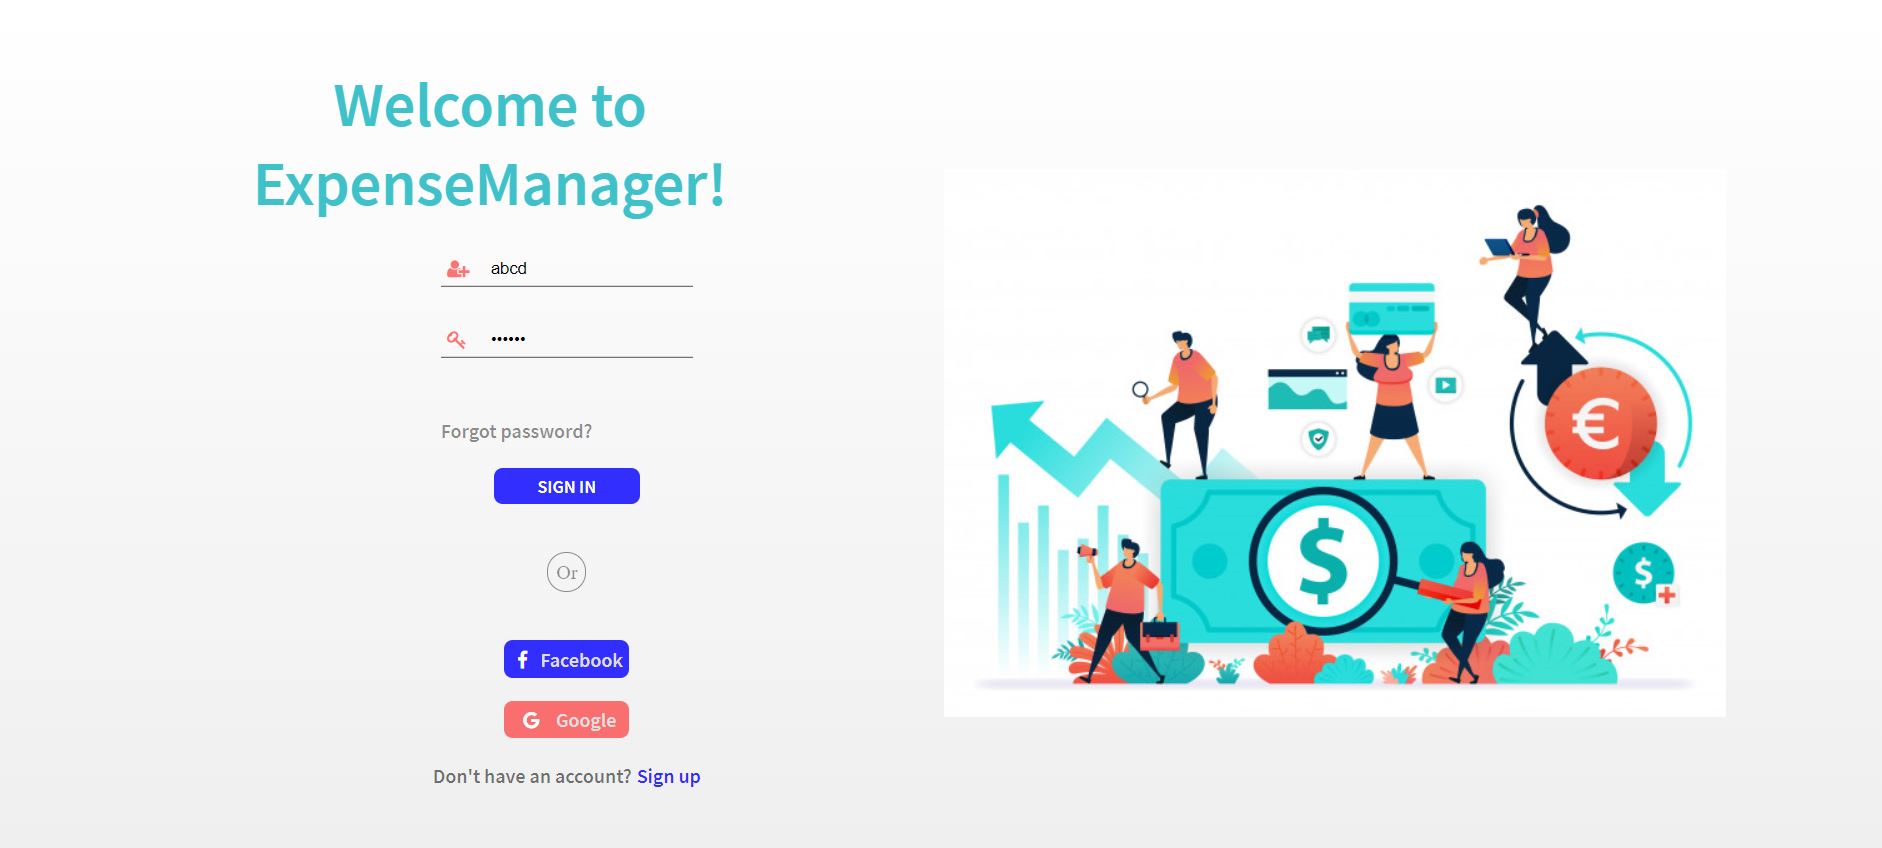 Welcome to
ExpenseManager!
abcd
••••••
Forgot password?
SIGN IN
Or
Facebook
Google
Don't have an account? Sign up
€
$
$